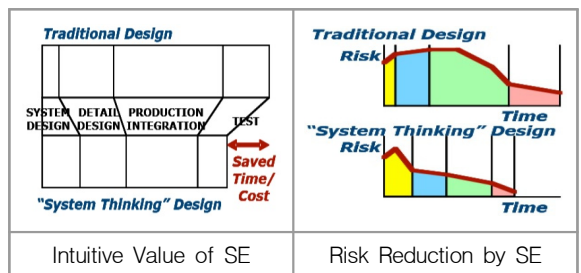 Traditional Design
SYSTEM
DESIGN
DETAIL
DESIGN
PRODUCTION
INTEGRATION
TEST
Saved
Time/
Cost
“System Thinking” Design
Traditional Design
Risk
Time
“System Thinking” Design
Risk
Time
Intuitive Value of SE
Risk Reduction by SE